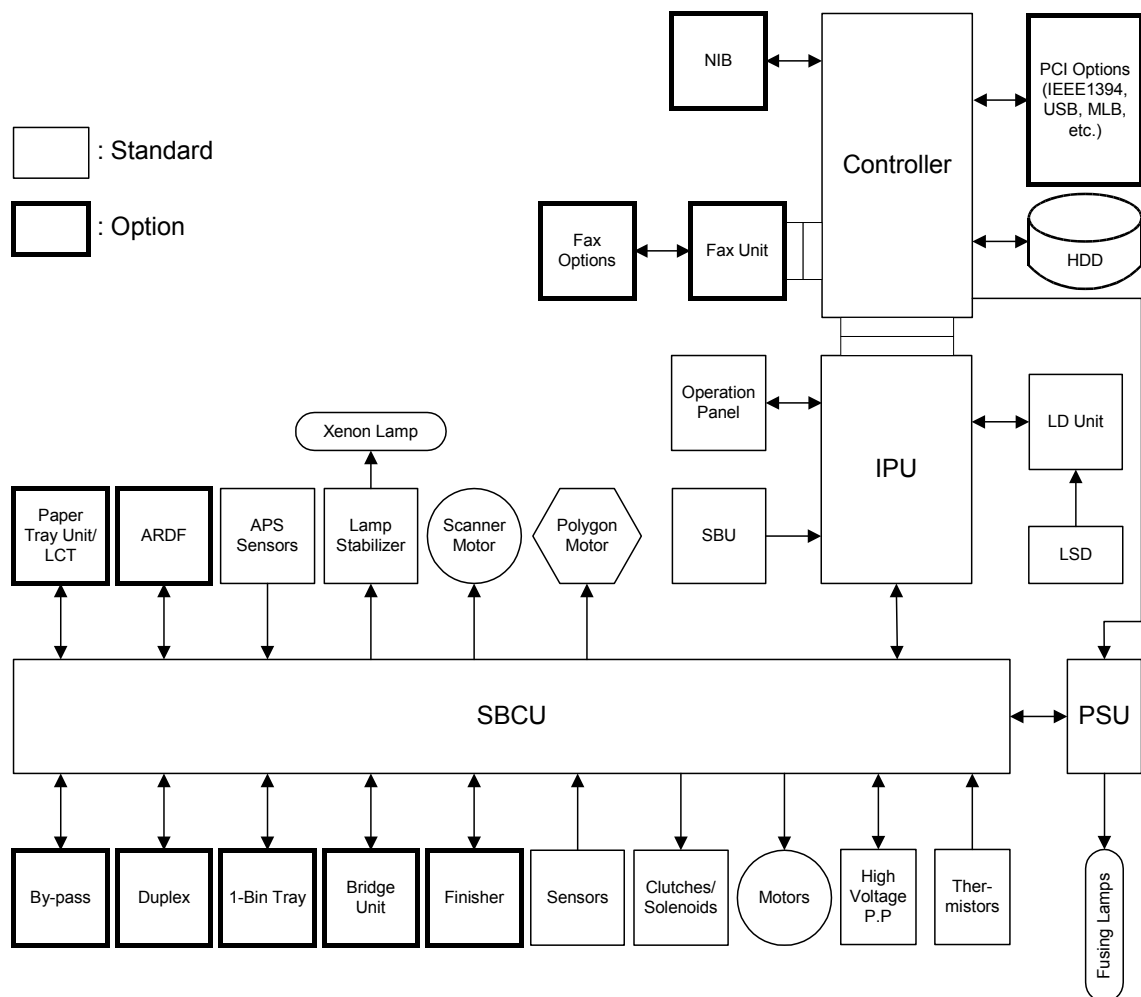 NIB
PCI Options
(IEEE1394,
USB, MLB,
etc.)
: Standard
Controller
: Option
Fax
Options
Fax Unit
HDD
Operation
Panel
LD Unit
Xenon Lamp
IPU
Paper
Tray Unit/
LCT
ARDF
APS
Sensors
Lamp
Stabilizer
Scanner
Motor
Polygon
Motor
SBU
LSD
SBCU
PSU
By-pass
Duplex
1-Bin Tray
Bridge
Unit
Finisher
Sensors
Clutches/
Solenoids
Motors
High
Voltage
P.P
Ther-
mistors
Fusing Lamps